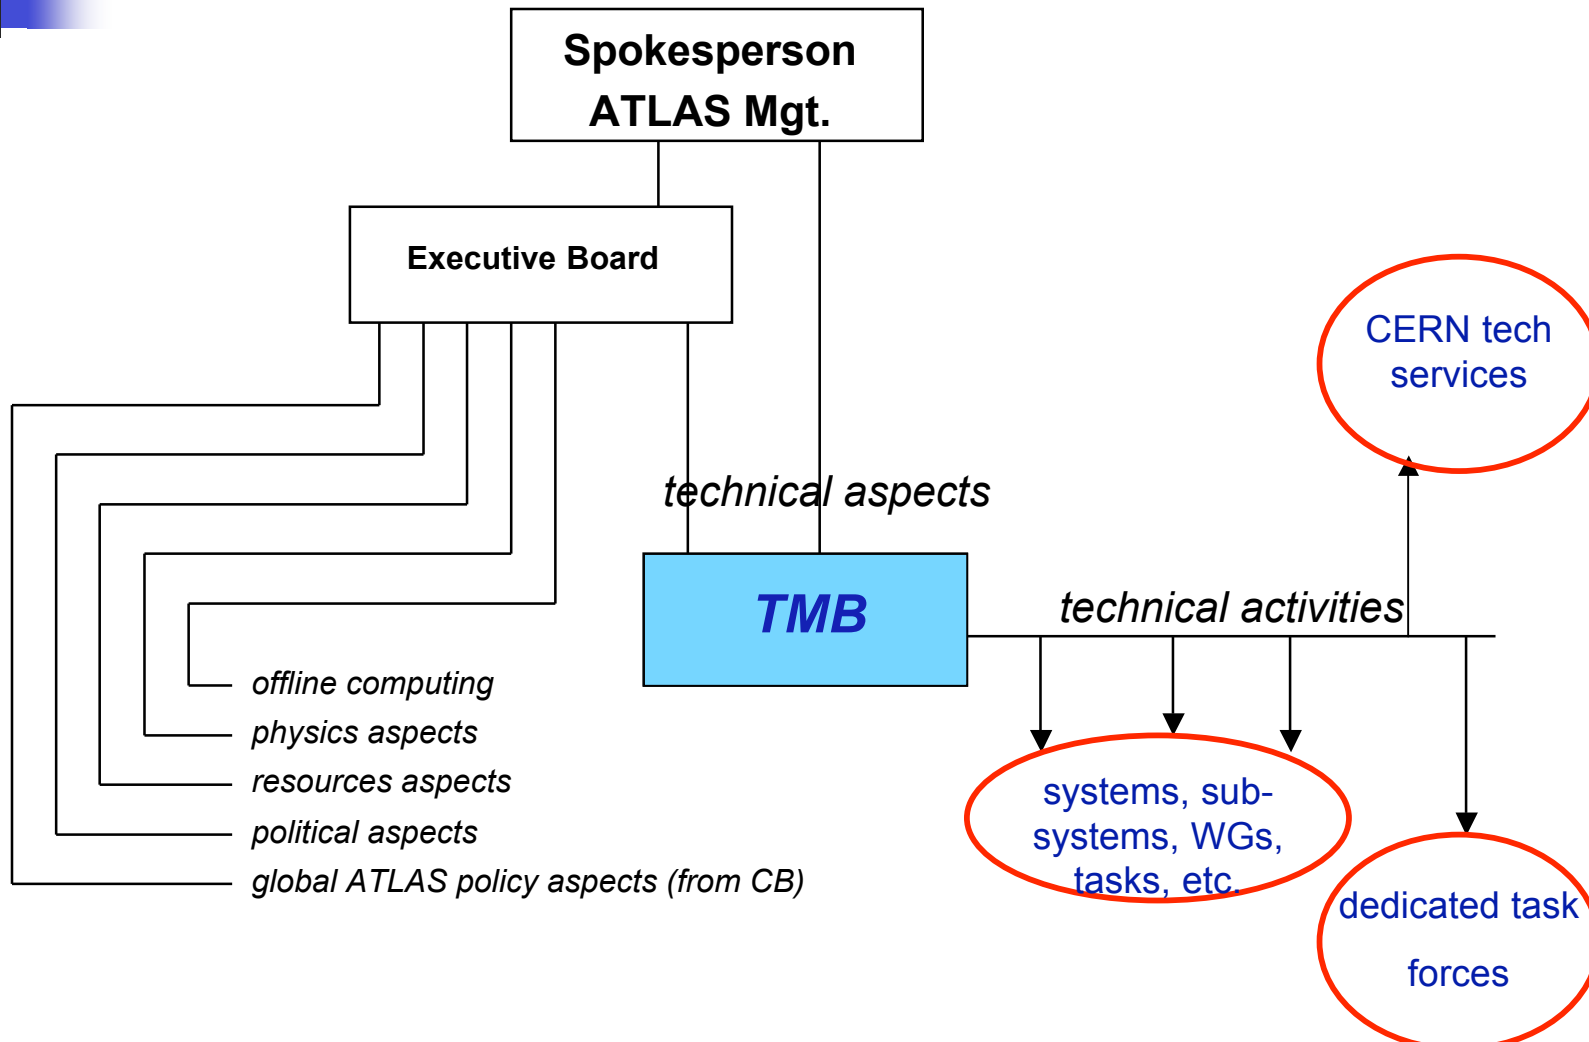 Spokesperson
ATLAS Mgt.
Executive Board
CERN tech
services
technical aspects
TMB
technical activities
offline computing
physics aspects
resources aspects
political aspects
global ATLAS policy aspects (from CB)
systems, sub-
systems, WGs,
tasks, etc.
dedicated task
forces